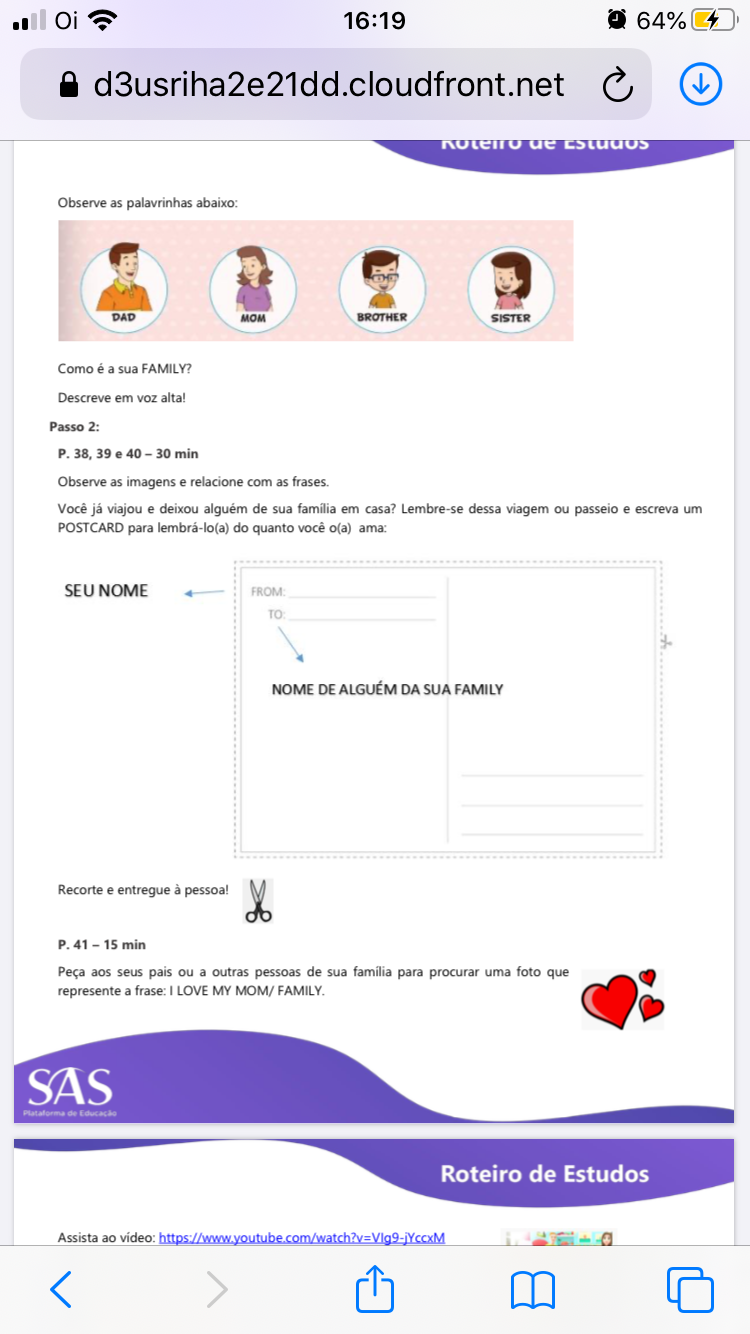 Oi
16:19
64%
d3usriha2e21dd.cloudfront.net
Roteiro de Estudos
Observe as palavrinhas abaixo:
DAD MOM BROTHER SISTER
Como é a sua FAMILY?
Descreve em voz alta!
Passo 2:
P. 38, 39 e 40 – 30 min
Observe as imagens e relacione com as frases.
Você já viajou e deixou alguém de sua família em casa? Lembre-se dessa viagem ou passeio e escreva um
POSTCARD para lembrá-lo(a) do quanto você o(a) ama:
SEU NOME
FROM:
TO:
NOME DE ALGUÉM DA SUA FAMILY
Recorte e entregue à pessoa!
P. 41 – 15 min
Peça aos seus pais ou a outras pessoas de sua família para procurar uma foto que
represente a frase: I LOVE MY MOM/ FAMILY.
SAS
Plataforma de Educação
Roteiro de Estudos
Assista ao vídeo: https://www.youtube.com/watch?v=VIg9-jYccxM